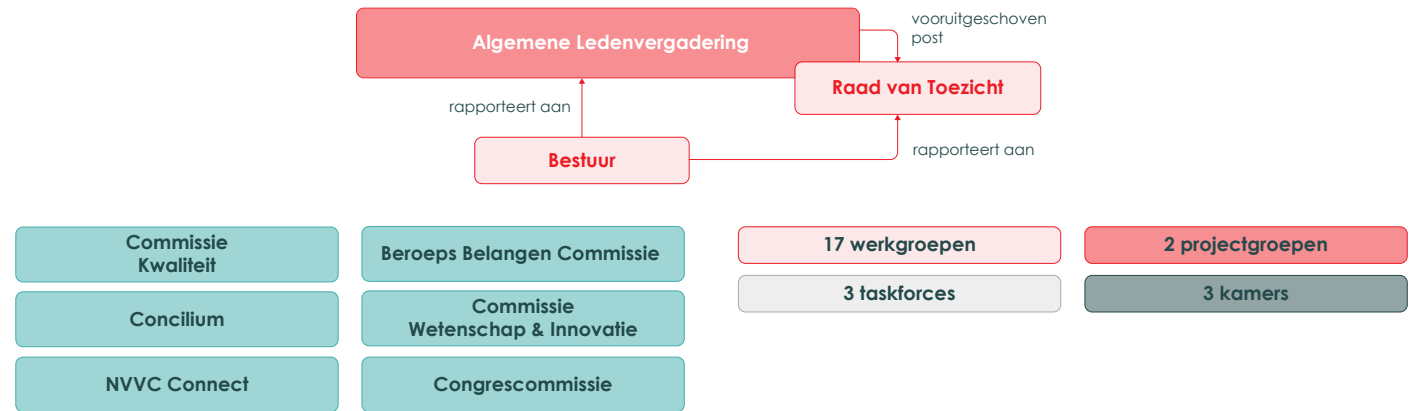 Algemene Ledenvergadering
vooruitgeschoven
post
Raad van Toezicht
rapporteert aan
Bestuur
rapporteert aan
Commissie
Kwaliteit
Beroeps Belangen Commissie
Concilium
Commissie
Wetenschap & Innovatie
NVVC Connect
Congrescommissie
17 werkgroepen
2 projectgroepen
3 taskforces
3 kamers